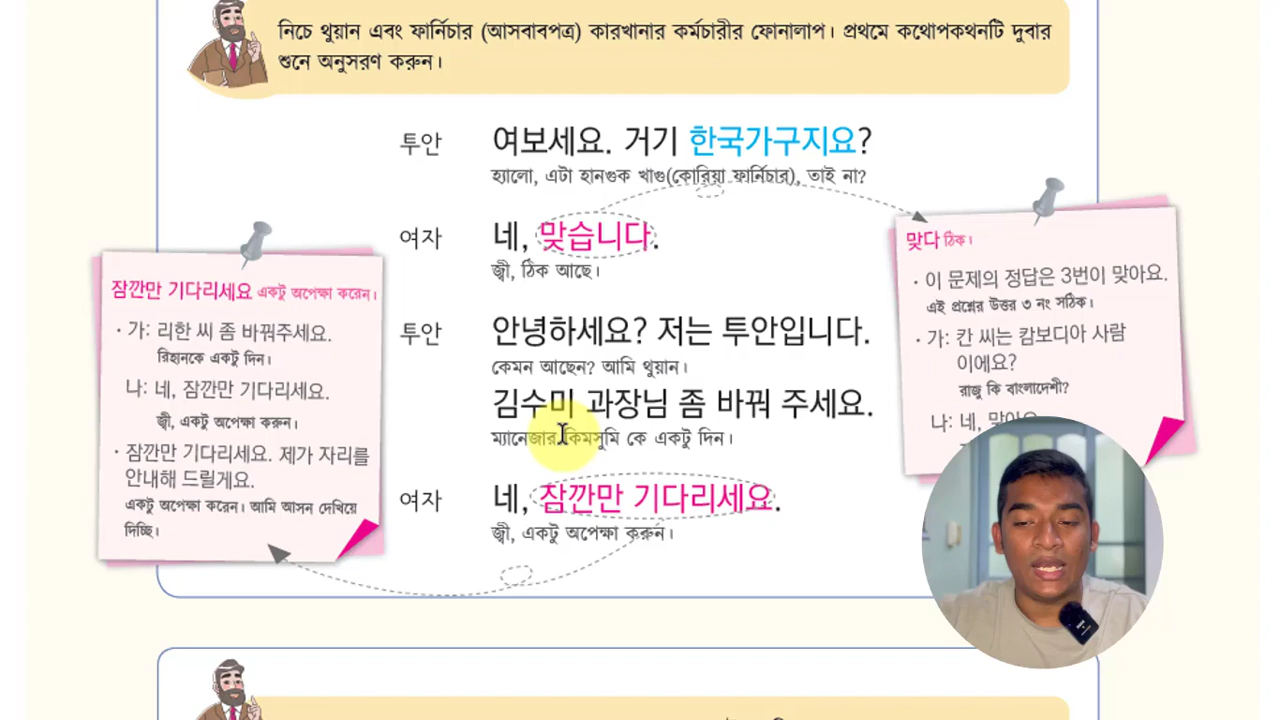 নিচে থুয়ান এবং ফার্নিচার (আসবাবপত্র) কারখানার কর্মচারীর ফোনালাপ। প্রথমে কথোপকথনটি দুবার
শুনে অনুসরণ করুন।
투안 여보세요. 거기 한국가구지요?
হ্যালো, এটা হানগুক খাগু(কোরিয়া ফার্নিচার), তাই না?
여자 네, 맞습니다.
জ্বী, ঠিক আছে।
투안 안녕하세요? 저는 투안입니다.
কেমন আছেন? আমি থুয়ান।
김수미 과장님 좀 바꿔 주세요.
ম্যানেজার কিমসুমি কে একটু দিন।
여자 네, 잠깐만 기다리세요.
জ্বী, একটু অপেক্ষা করুন।
잠깐만 기다리세요 একটু অপেক্ষা করেন।
· 가: 리한 씨 좀 바꿔주세요.
রিহানকে একটু দিন।
나: 네, 잠깐만 기다리세요.
জ্বী, একটু অপেক্ষা করুন।
· 잠깐만 기다리세요. 제가 자리를
안내해 드릴게요.
একটু অপেক্ষা করেন। আমি আসন দেখিয়ে
দিচ্ছি।
맞다 ঠিক।
· 이 문제의 정답은 3번이 맞아요.
এই প্রশ্নের উত্তর ৩ নং সঠিক।
· 가: 칸 씨는 캄보디아 사람
이에요?
রাজু কি বাংলাদেশী?
나: 네, 맞아요